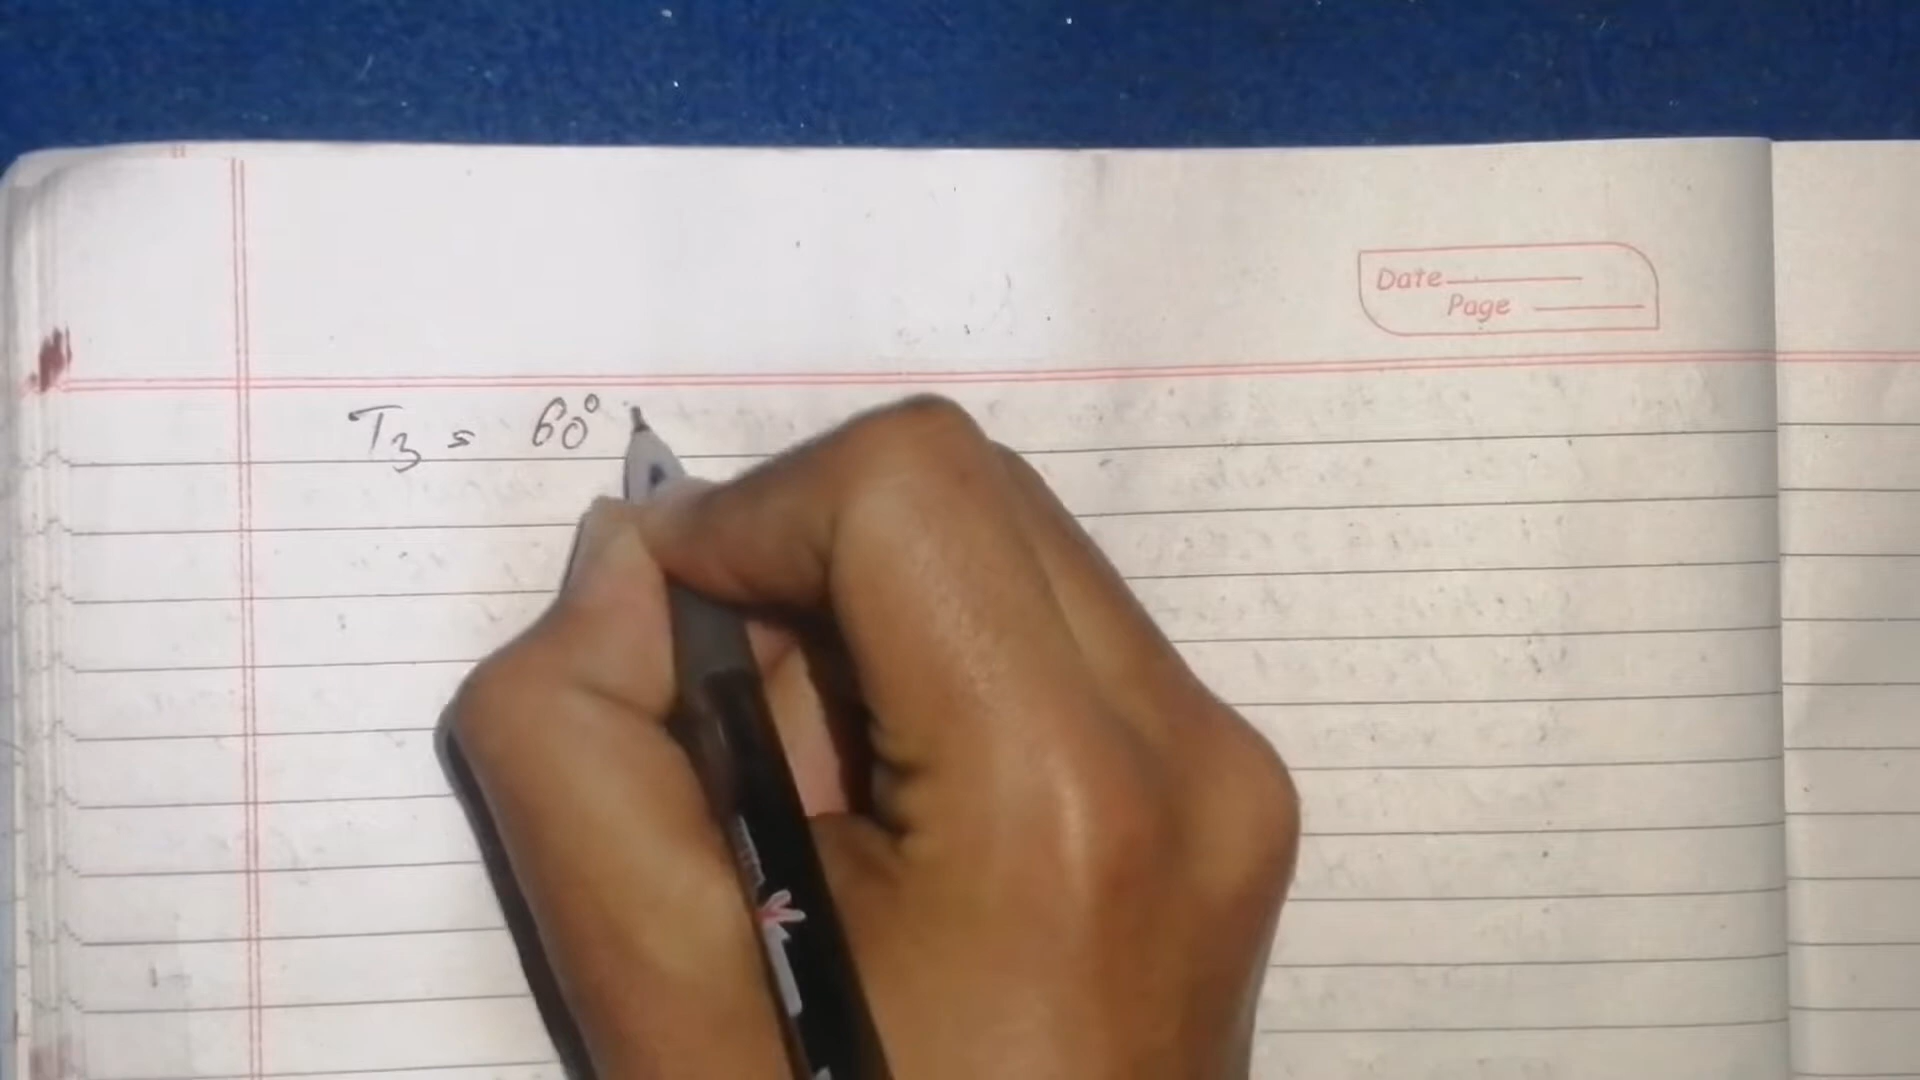 Date
Page
T3 = 60°